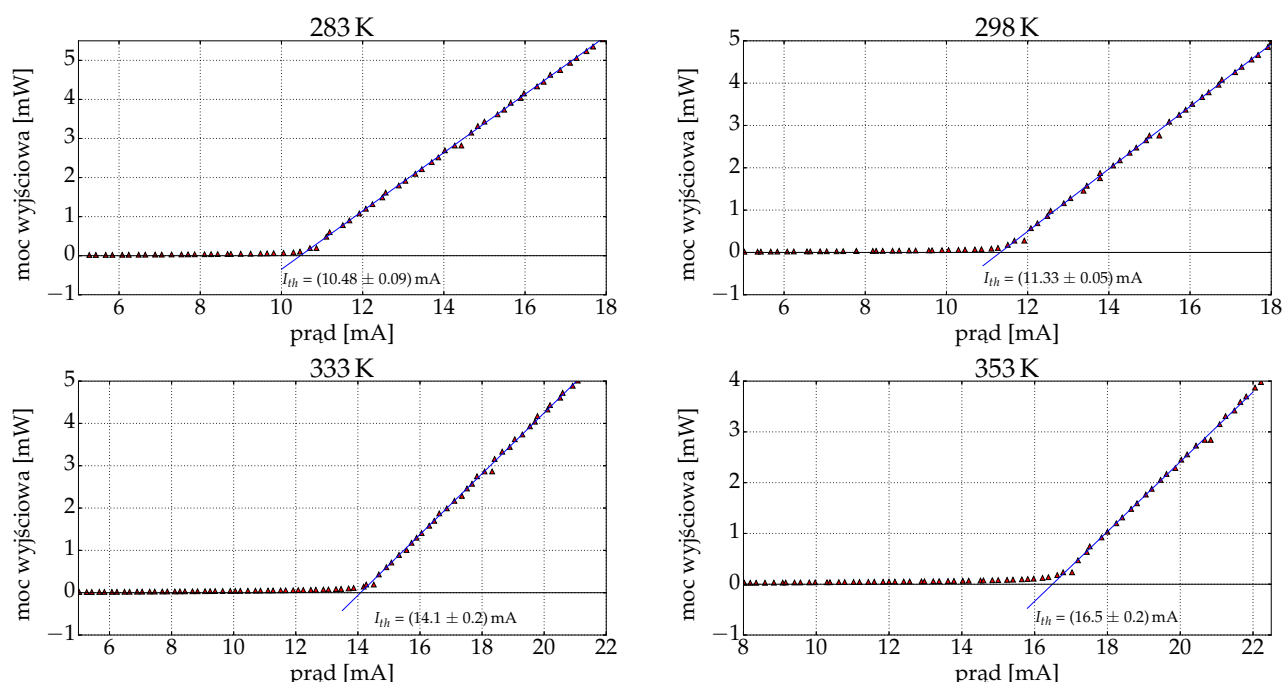 283 K
5
4
3
2
1
0
−1
moc wyjściowa [mW]
I_th = (10.48 ± 0.09) mA
6 8 10 12 14 16 18
prąd [mA]
298 K
5
4
3
2
1
0
−1
moc wyjściowa [mW]
I_th = (11.33 ± 0.05) mA
6 8 10 12 14 16 18
prąd [mA]
333 K
5
4
3
2
1
0
−1
moc wyjściowa [mW]
I_th = (14.1 ± 0.2) mA
6 8 10 12 14 16 18 20 22
prąd [mA]
353 K
4
3
2
1
0
−1
moc wyjściowa [mW]
I_th = (16.5 ± 0.2) mA
8 10 12 14 16 18 20 22
prąd [mA]